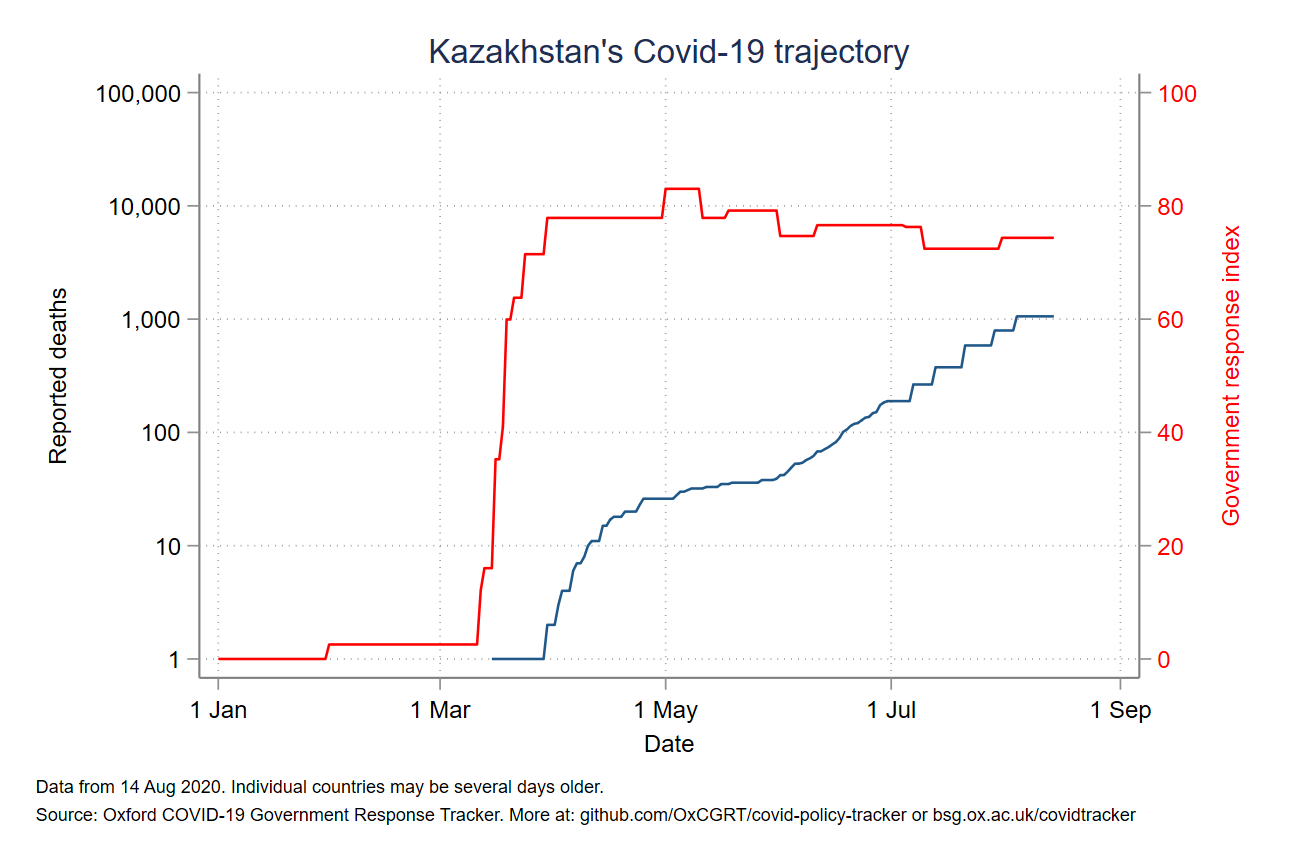 Kazakhstan's Covid-19 trajectory
100,000
10,000
1,000
100
10
1
Reported deaths
100
80
60
40
20
0
Government response index
1 Jan 1 Mar 1 May 1 Jul 1 Sep
Date
Data from 14 Aug 2020. Individual countries may be several days older.
Source: Oxford COVID-19 Government Response Tracker. More at: github.com/OxCGRT/covid-policy-tracker or bsg.ox.ac.uk/covidtracker